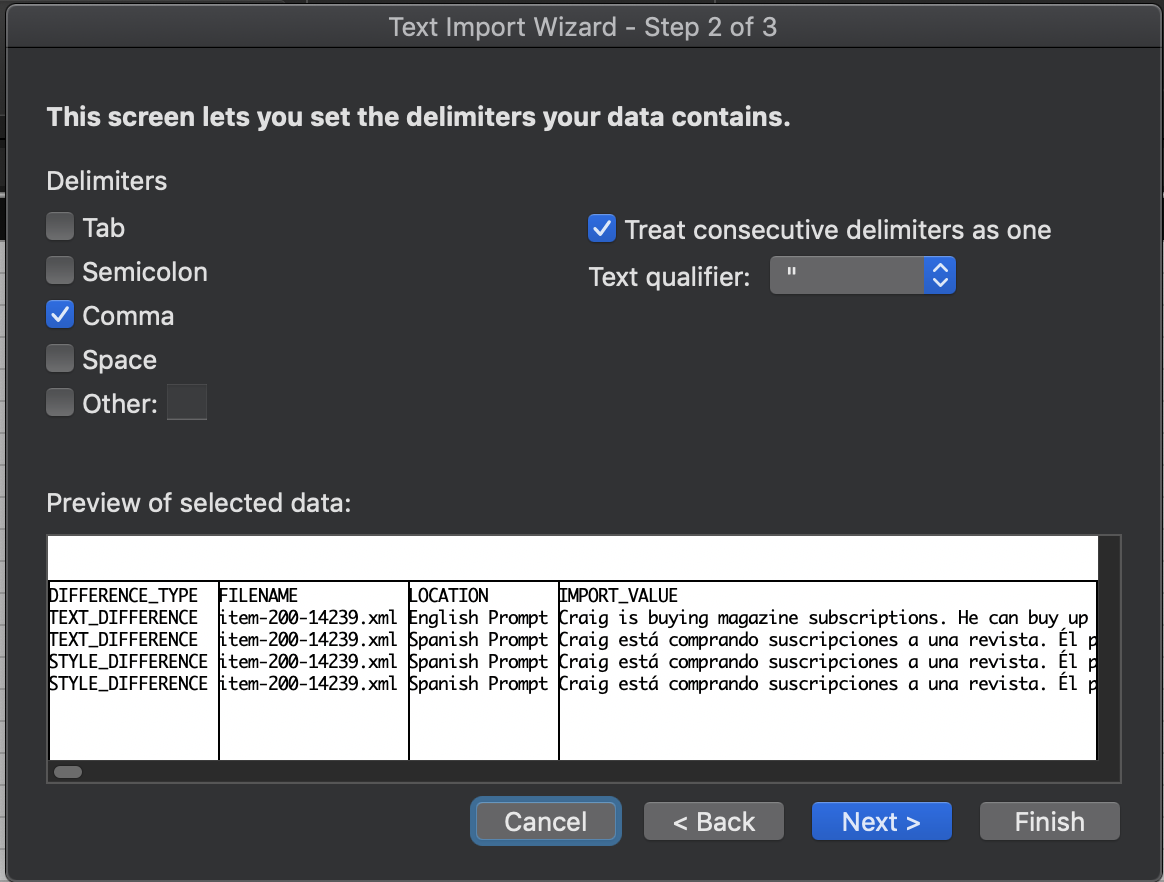 Text Import Wizard - Step 2 of 3
This screen lets you set the delimiters your data contains.
Delimiters
Tab
Semicolon
Comma
Space
Other:
Treat consecutive delimiters as one
Text qualifier: "
Preview of selected data:
DIFFERENCE_TYPE FILENAME LOCATION IMPORT_VALUE
TEXT_DIFFERENCE item-200-14239.xml English Prompt Craig is buying magazine subscriptions. He can buy up
TEXT_DIFFERENCE item-200-14239.xml Spanish Prompt Craig está comprando suscripciones a una revista. Él p
STYLE_DIFFERENCE item-200-14239.xml Spanish Prompt Craig está comprando suscripciones a una revista. Él p
STYLE_DIFFERENCE item-200-14239.xml Spanish Prompt Craig está comprando suscripciones a una revista. Él p
Cancel < Back Next > Finish